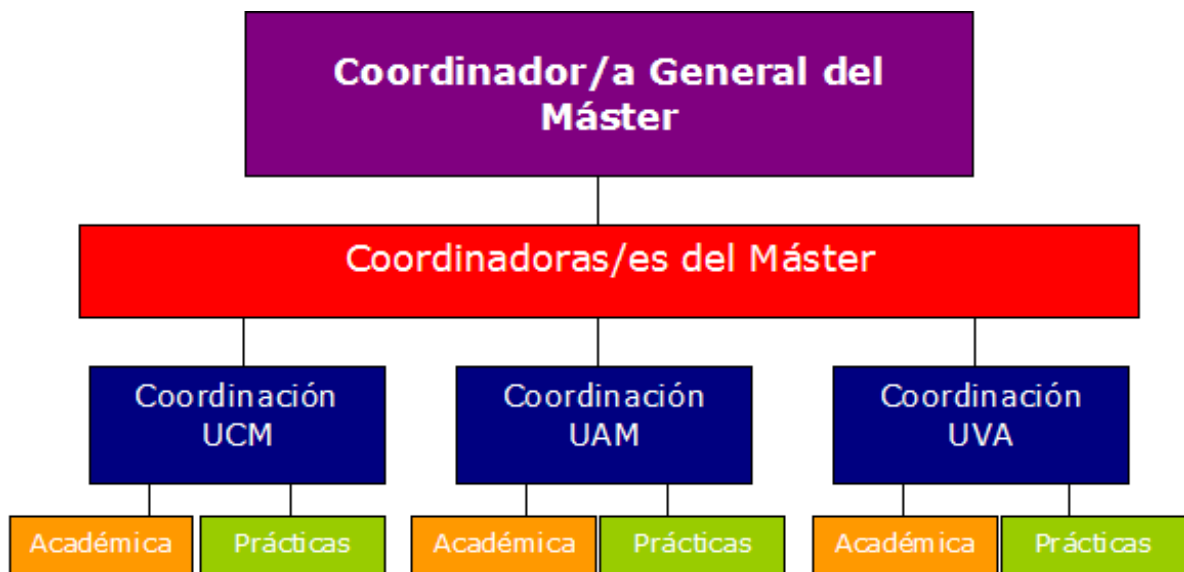 Coordinador/a General del
Máster
Coordinadoras/es del Máster
Coordinación
UCM
Coordinación
UAM
Coordinación
UVA
Académica
Prácticas
Académica
Prácticas
Académica
Prácticas